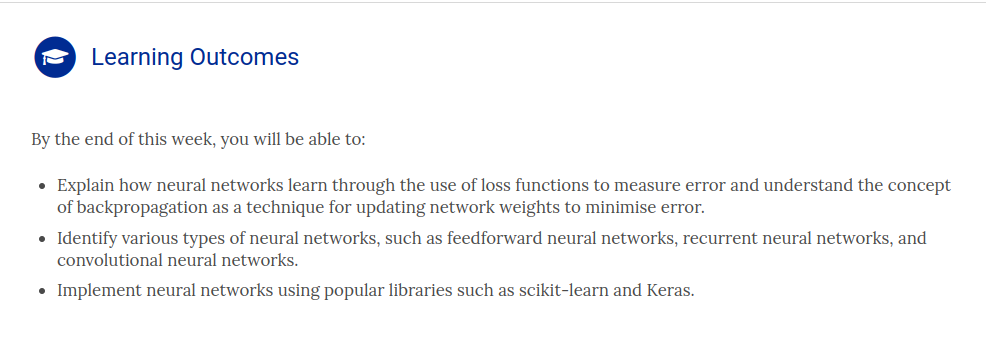 Learning Outcomes
By the end of this week, you will be able to:
• Explain how neural networks learn through the use of loss functions to measure error and understand the concept
of backpropagation as a technique for updating network weights to minimise error.
• Identify various types of neural networks, such as feedforward neural networks, recurrent neural networks, and
convolutional neural networks.
• Implement neural networks using popular libraries such as scikit-learn and Keras.